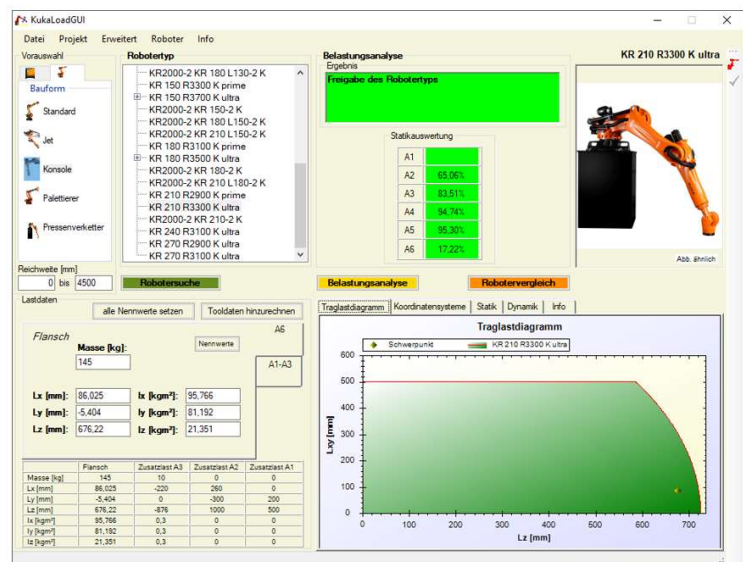 KukaLoadGUI
Datei Projekt Erweitert Roboter Info
Vorauswahl
Bauform
Standard
Jet
Konsole
Palettierer
Pressenverketter
Reichweite [mm]
0 bis 4500
Robotertyp
KR2000-2 KR 180 L130-2 K
KR 150 R3300 K prime
KR 150 R3700 K ultra
KR2000-2 KR 150-2 K
KR2000-2 KR 180 L150-2 K
KR2000-2 KR 210 L150-2 K
KR 180 R3100 K prime
KR 180 R3500 K ultra
KR2000-2 KR 180-2 K
KR2000-2 KR 210 L180-2 K
KR 210 R2900 K prime
KR 210 R3300 K ultra
KR2000-2 KR 210-2 K
KR 240 R3100 K ultra
KR 270 R2900 K ultra
KR 270 R3100 K ultra
Robotersuche
Belastungsanalyse
Ergebnis
Freigabe des Robotertyps
Statikauswertung
A1
A2 65,06%
A3 83,51%
A4 94,74%
A5 95,30%
A6 17,22%
Belastungsanalyse
Robotervergleich
KR 210 R3300 K ultra
Abb. ähnlich
Lastdaten
alle Nennwerte setzen
Tooldaten hinzurechnen
Flansch
Masse [kg]:
145
Nennwerte
A6
A1-A3
Lx [mm]: 86,025 Ix [kgm²]: 95,766
Ly [mm]: -5,404 Iy [kgm²]: 81,192
Lz [mm]: 676,22 Iz [kgm²]: 21,351
Flansch Zusatzlast A3 Zusatzlast A2 Zusatzlast A1
Masse [kg] 145 10 0 0
Lx [mm] 86,025 -220 260 0
Ly [mm] -5,404 0 -300 200
Lz [mm] 676,22 -876 1000 500
Ix [kgm²] 95,766 0,3 0 0
Iy [kgm²] 81,192 0,3 0 0
Iz [kgm²] 21,351 0,3 0 0
Traglastdiagramm Koordinatensysteme Statik Dynamik Info
Traglastdiagramm
Schwerpunkt KR 210 R3300 K ultra
Lxy [mm]
600
500
400
300
200
100
0
0 100 200 300 400 500 600 700
Lz [mm]